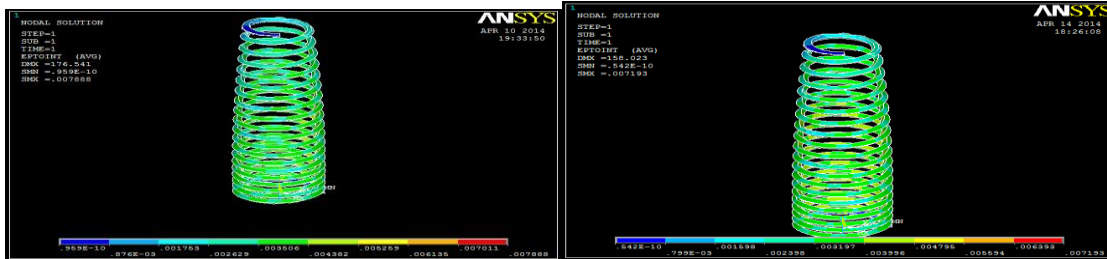 1
NODAL SOLUTION
STEP=1
SUB =1
TIME=1
EPTOINT (AVG)
DMX =176.541
SMN =.959E-10
SMX =.007888
ANSYS
APR 10 2014
19:33:50
MN
.959E-10 .001753 .003506 .005259 .007011
.876E-03 .002629 .004382 .006135 .007888
1
NODAL SOLUTION
STEP=1
SUB =1
TIME=1
EPTOINT (AVG)
DMX =158.023
SMN =.542E-10
SMX =.007193
ANSYS
APR 14 2014
18:26:08
MN
.542E-10 .001598 .003197 .004795 .006393
.799E-03 .002398 .003996 .005594 .007193